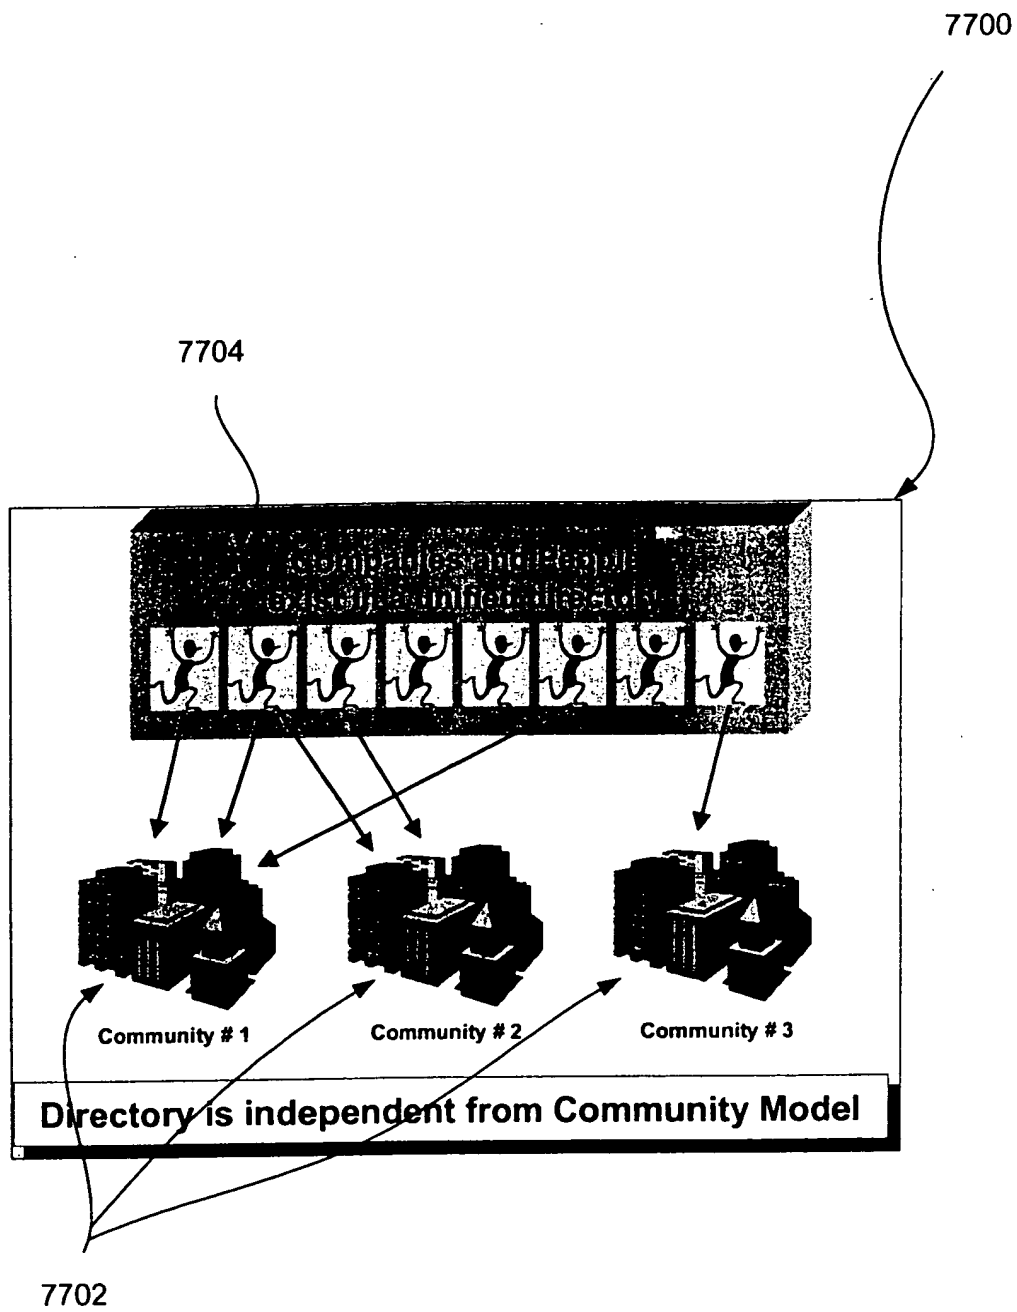 7700
7704
Companies and People
exist in a unified directory
Community # 1
Community # 2
Community # 3
Directory is independent from Community Model
7702